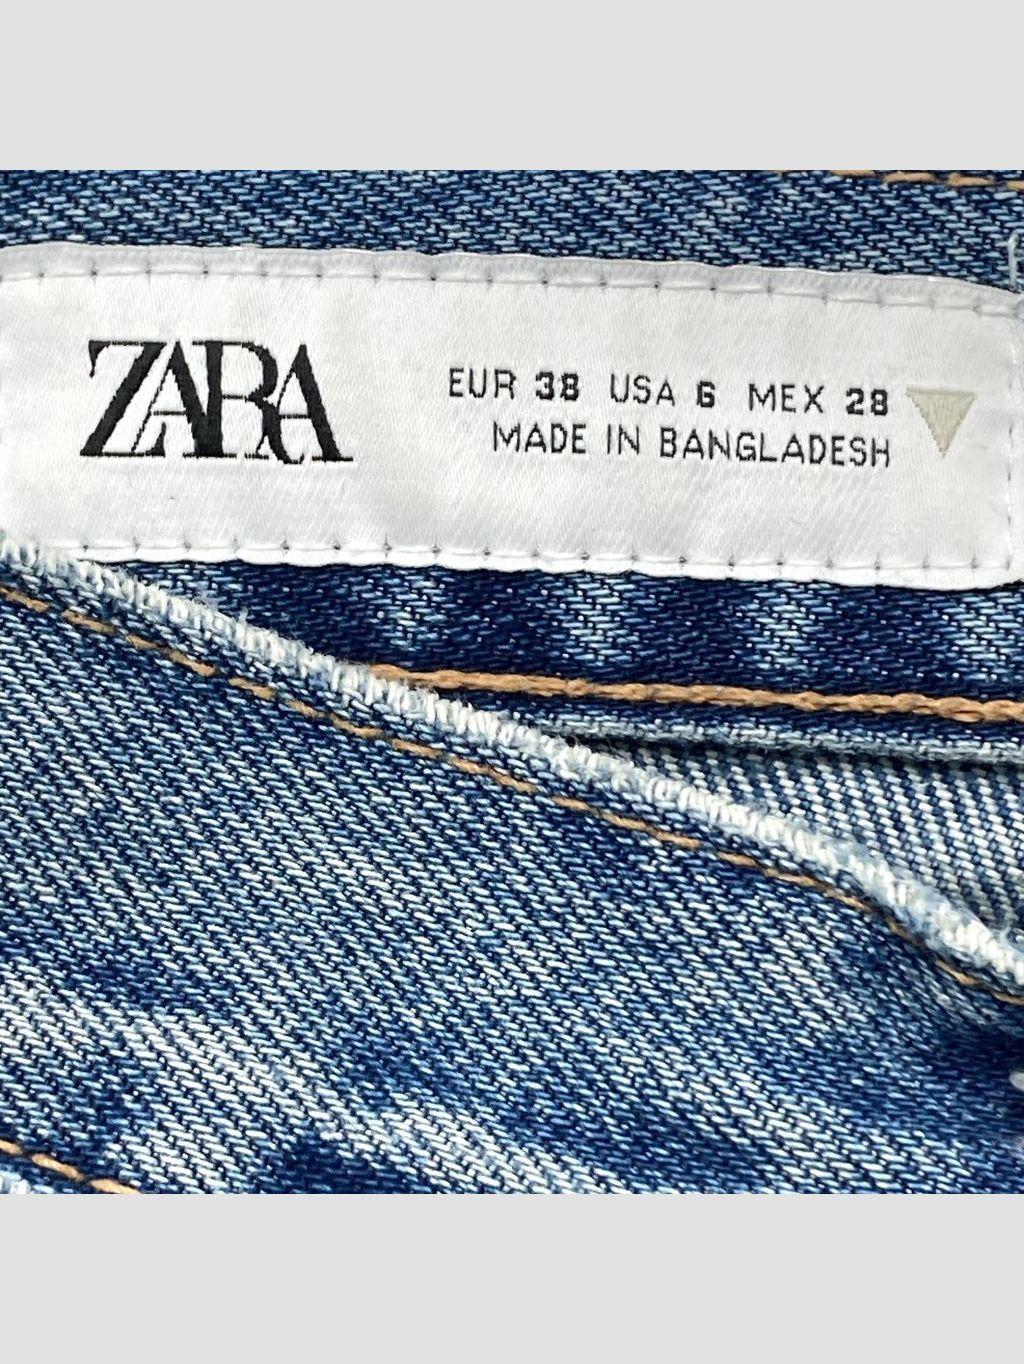 ZARA
EUR 38 USA 6 MEX 28
MADE IN BANGLADESH